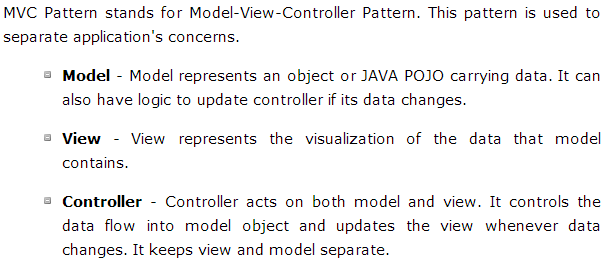 MVC Pattern stands for Model-View-Controller Pattern. This pattern is used to
separate application's concerns.
Model - Model represents an object or JAVA POJO carrying data. It can
also have logic to update controller if its data changes.
View - View represents the visualization of the data that model
contains.
Controller - Controller acts on both model and view. It controls the
data flow into model object and updates the view whenever data
changes. It keeps view and model separate.